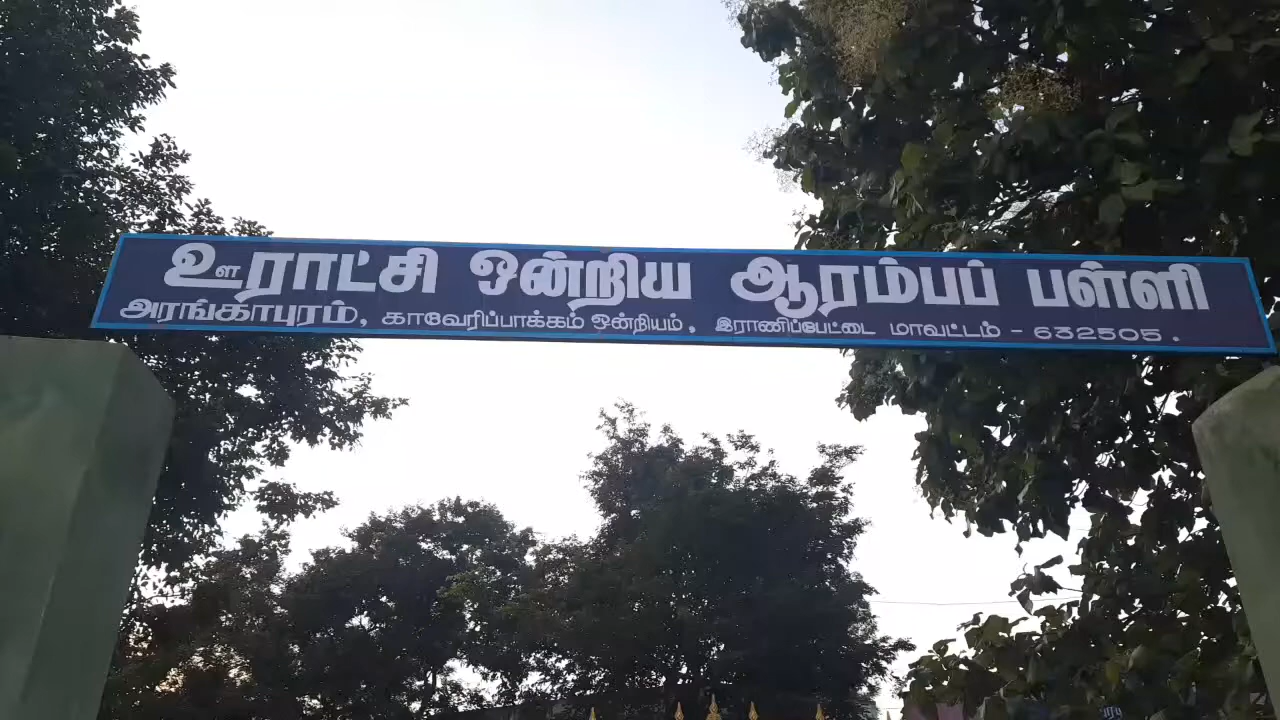 ஊராட்சி ஒன்றிய ஆரம்பப் பள்ளி
அரங்காபுரம், காவேரிப்பாக்கம் ஒன்றியம், இராணிப்பேட்டை மாவட்டம் - 632505.